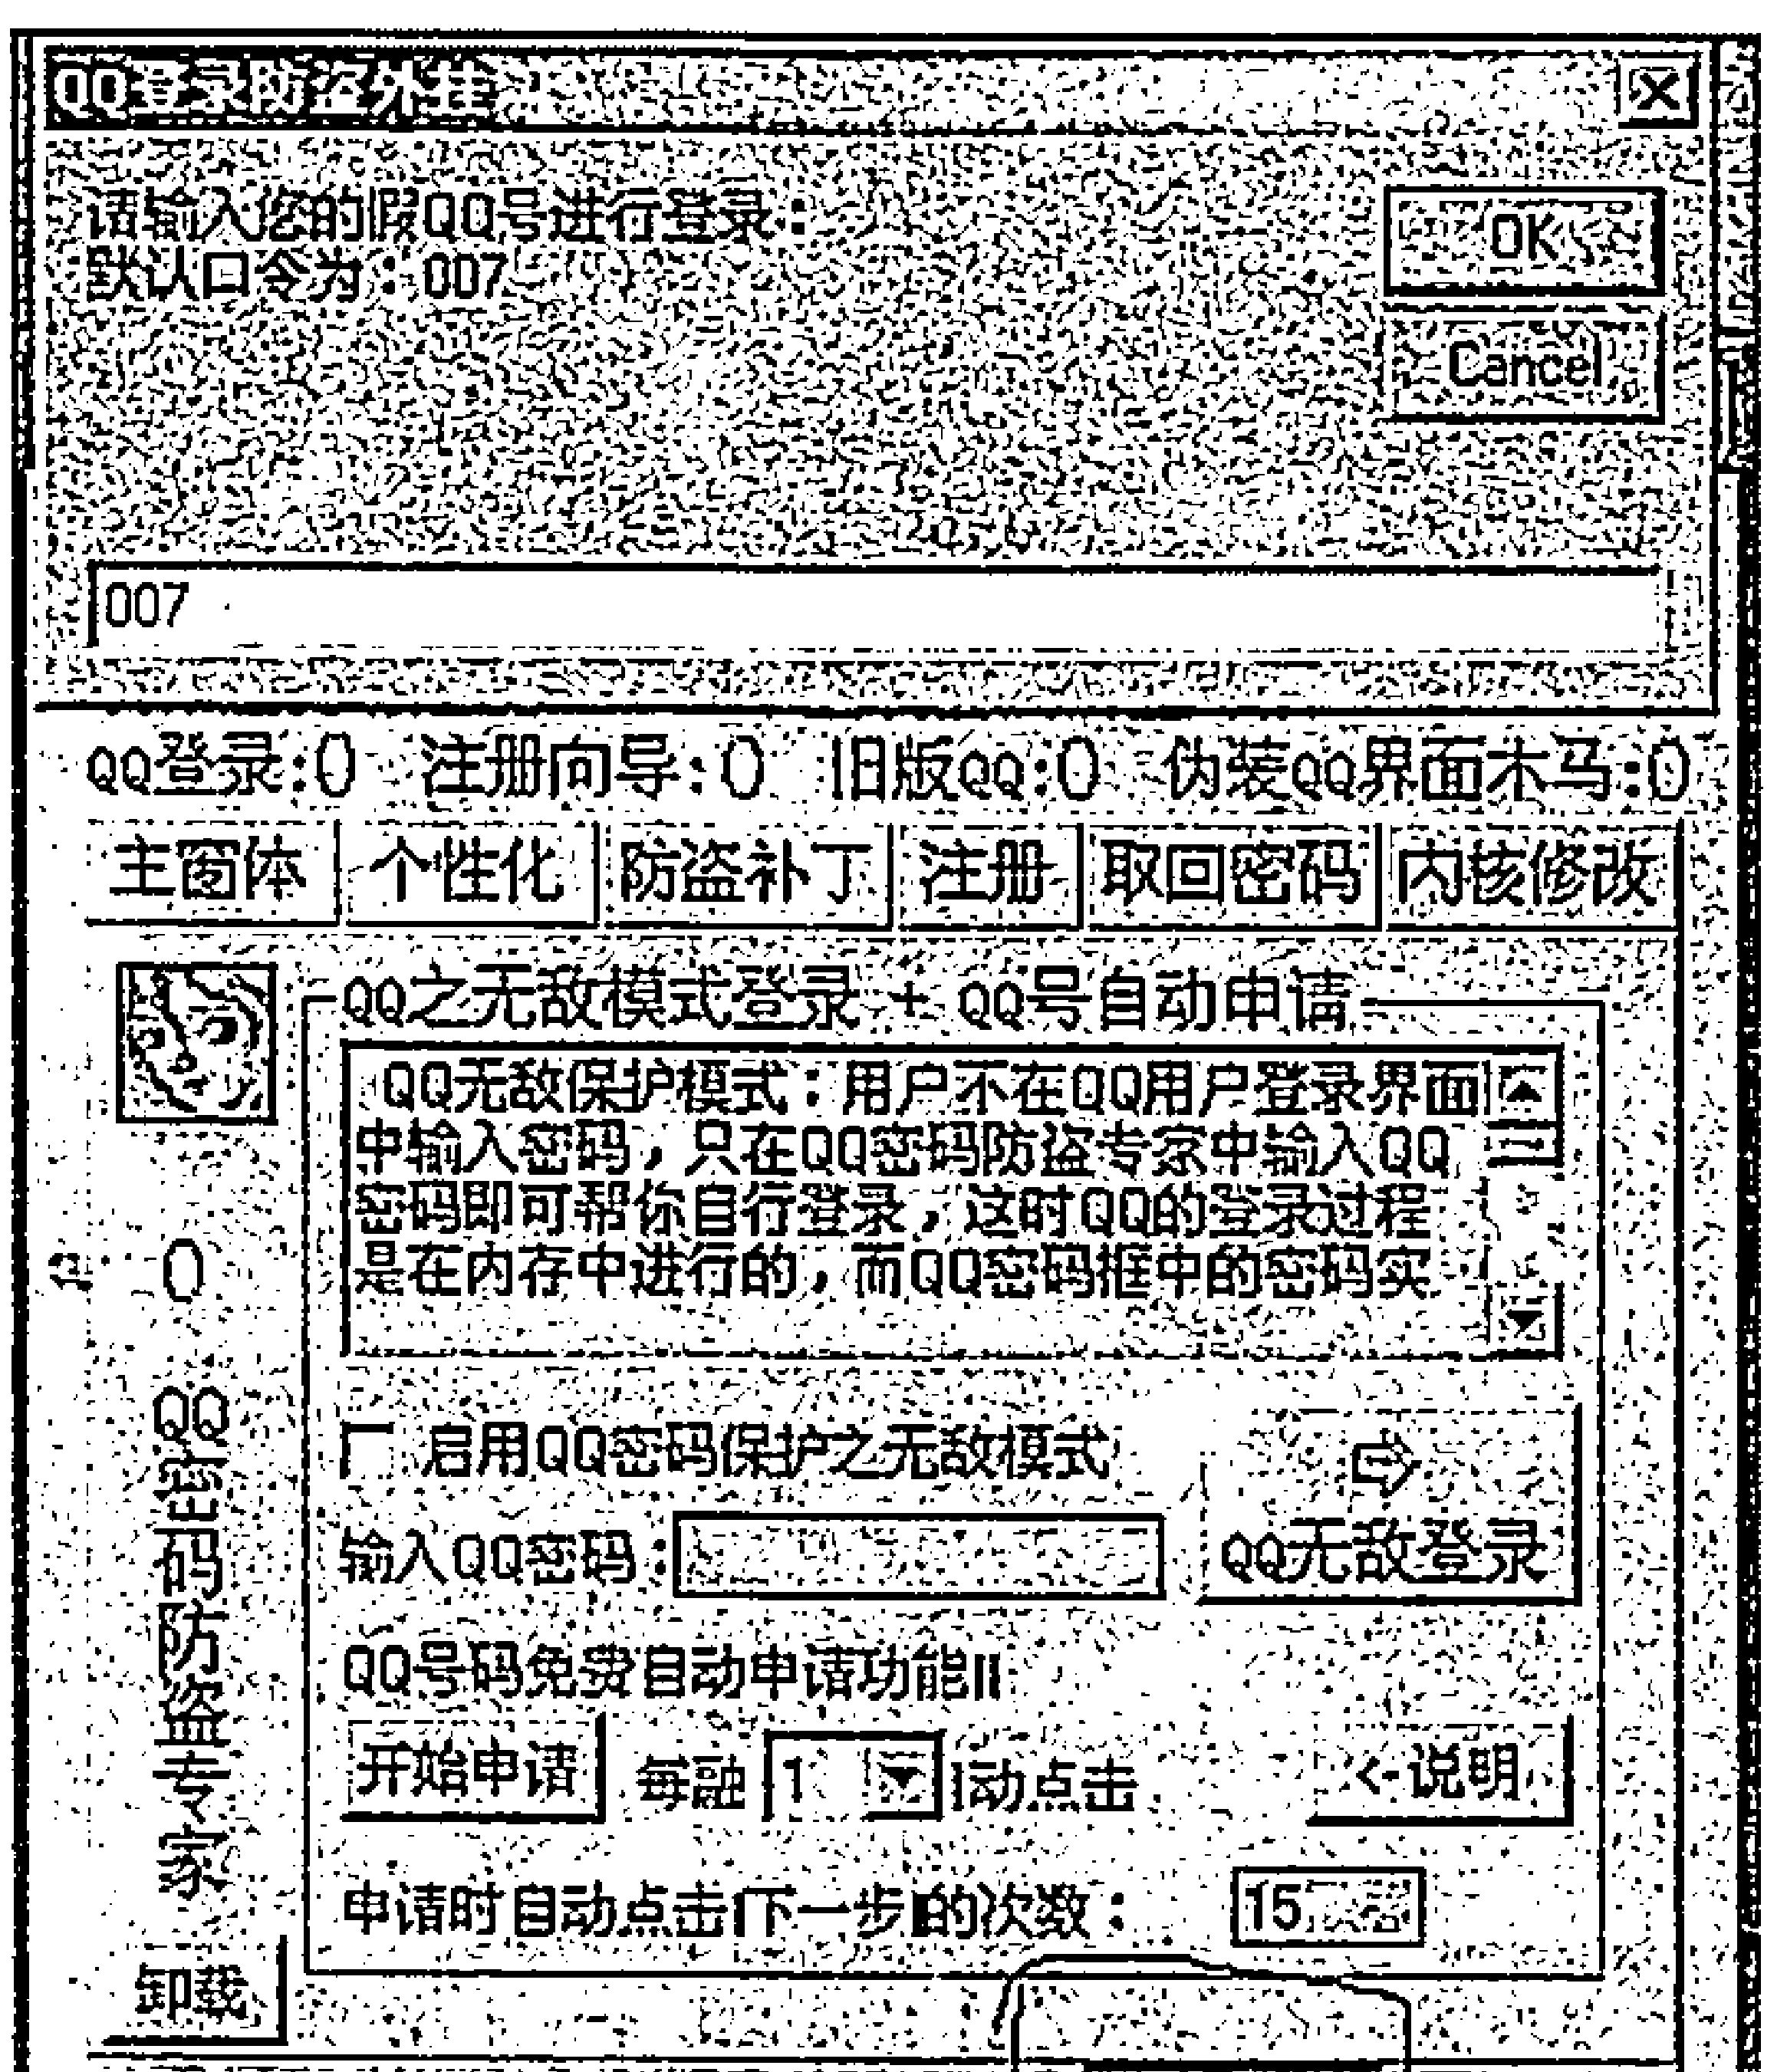 QQ登录防盗外挂
请输入您的假QQ号进行登录:
默认口令为:007
OK
Cancel
007
QQ登录:0 注册向导:0 旧版QQ:0 伪装QQ界面木马:0
主窗体 个性化 防盗补丁 注册 取回密码 内核修改
QQ之无敌模式登录 + QQ号自动申请
QQ无敌保护模式:用户不在QQ用户登录界面
中输入密码,只在QQ密码防盗专家中输入QQ
密码即可帮你自行登录,这时QQ的登录过程
是在内存中进行的,而QQ密码框中的密码实
0
QQ密码防盗专家
启用QQ密码保护之无敌模式
输入QQ密码:
QQ无敌登录
QQ号码免费自动申请功能II
开始申请 每融 1 动点击 <-说明
申请时自动点击下一步的次数: 15
卸载